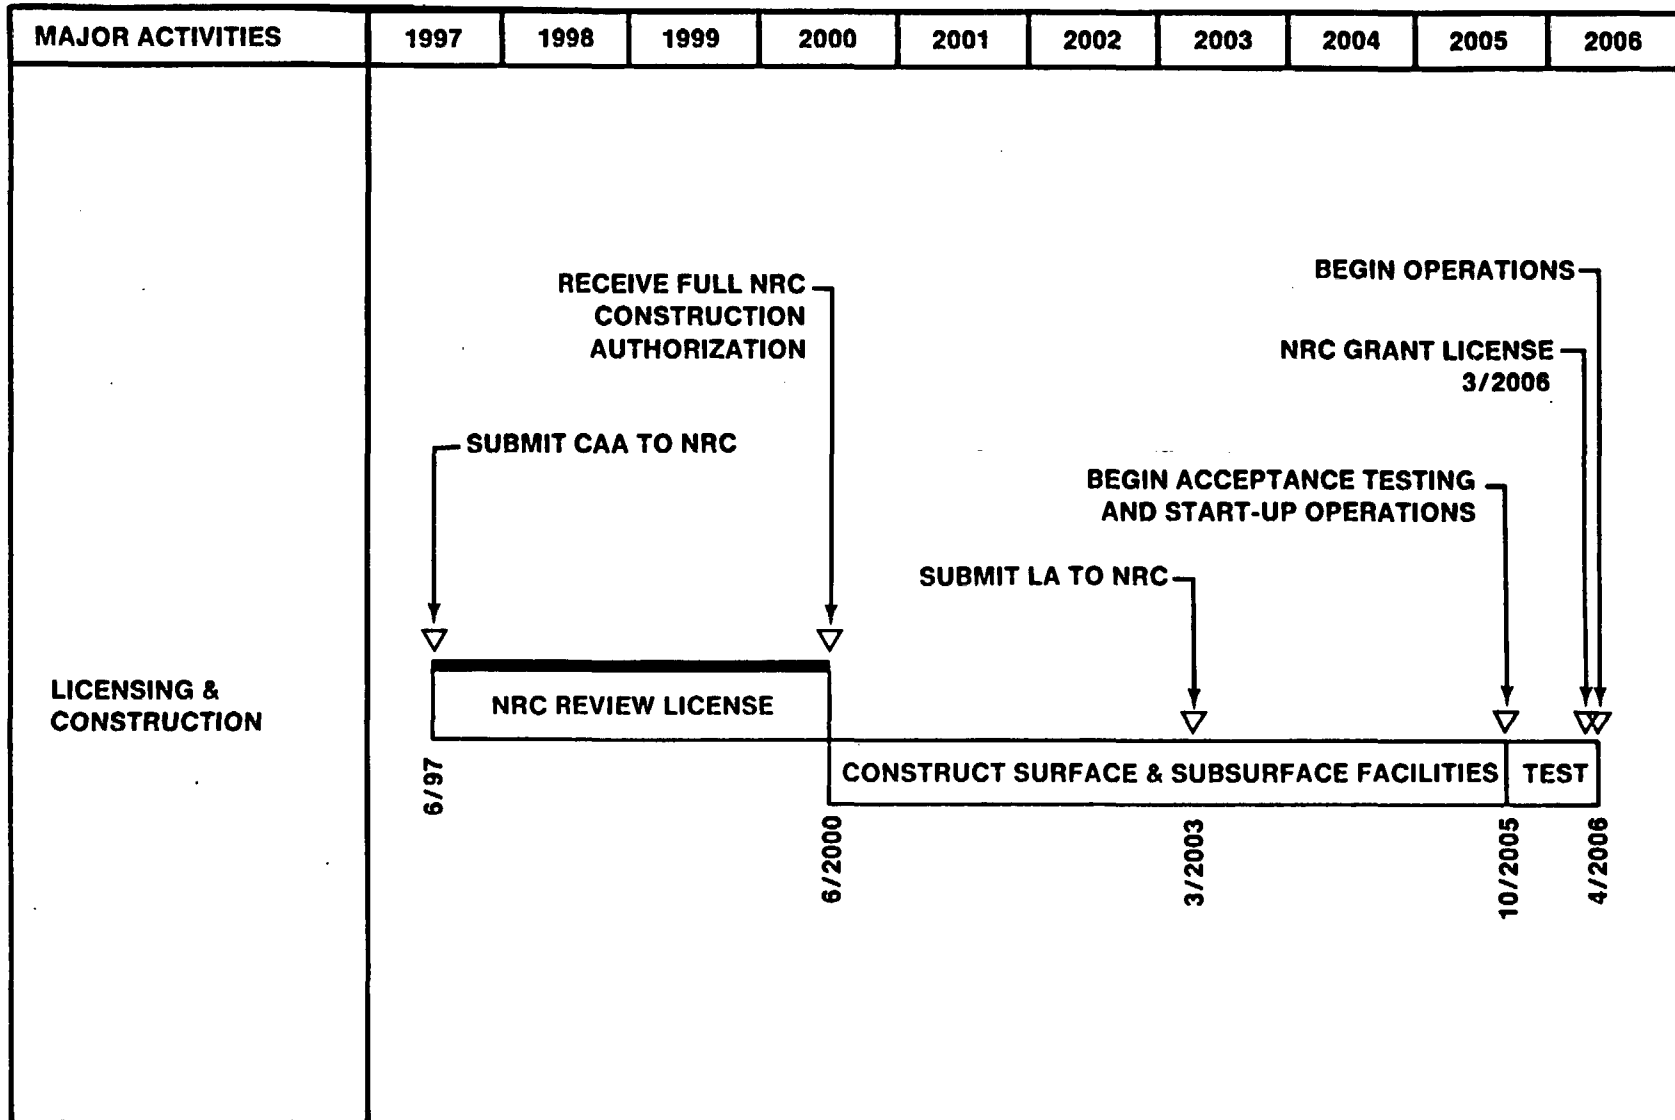 MAJOR ACTIVITIES 1997 1998 1999 2000 2001 2002 2003 2004 2005 2006
BEGIN OPERATIONS
RECEIVE FULL NRC
CONSTRUCTION
AUTHORIZATION
NRC GRANT LICENSE
3/2006
SUBMIT CAA TO NRC
BEGIN ACCEPTANCE TESTING
AND START-UP OPERATIONS
SUBMIT LA TO NRC
LICENSING &
CONSTRUCTION
NRC REVIEW LICENSE
CONSTRUCT SURFACE & SUBSURFACE FACILITIES TEST
6/97
6/2000
3/2003
10/2005
4/2006